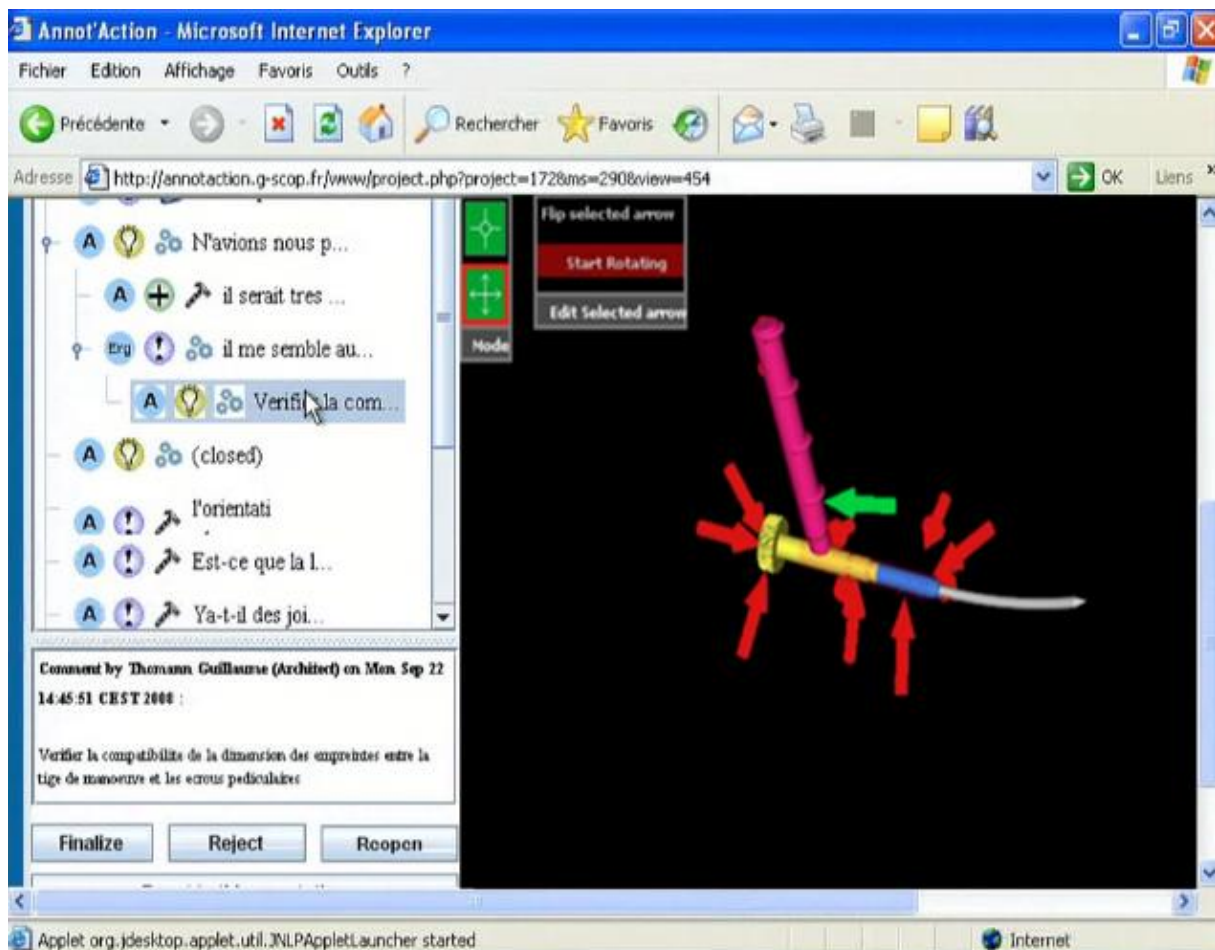 Annot'Action - Microsoft Internet Explorer
Fichier Edition Affichage Favoris Outils ?
Précédente Rechercher Favoris
Adresse http://annotaction.g-scop.fr/www/project.php?project=172&ms=290&view=454 OK Liens »
A N'avions nous p...
A il serait tres ...
Erg il me semble au...
A Verifi la com...
A (closed)
A l'orientati
A Est-ce que la l...
A Ya-t-il des joi...
Comment by Thomann Guillaume (Architect) on Mon Sep 22
14:45:51 CEST 2008 :
Verifier la compatibilite de la dimension des empreintes entre la
tige de manoeuvre et les ecrous pediculaires
Finalize Reject Reopen
Flip selected arrow
Start Rotating
Edit Selected arrow
Mode
Applet org.jdesktop.applet.util.JNLPAppletLauncher started Internet